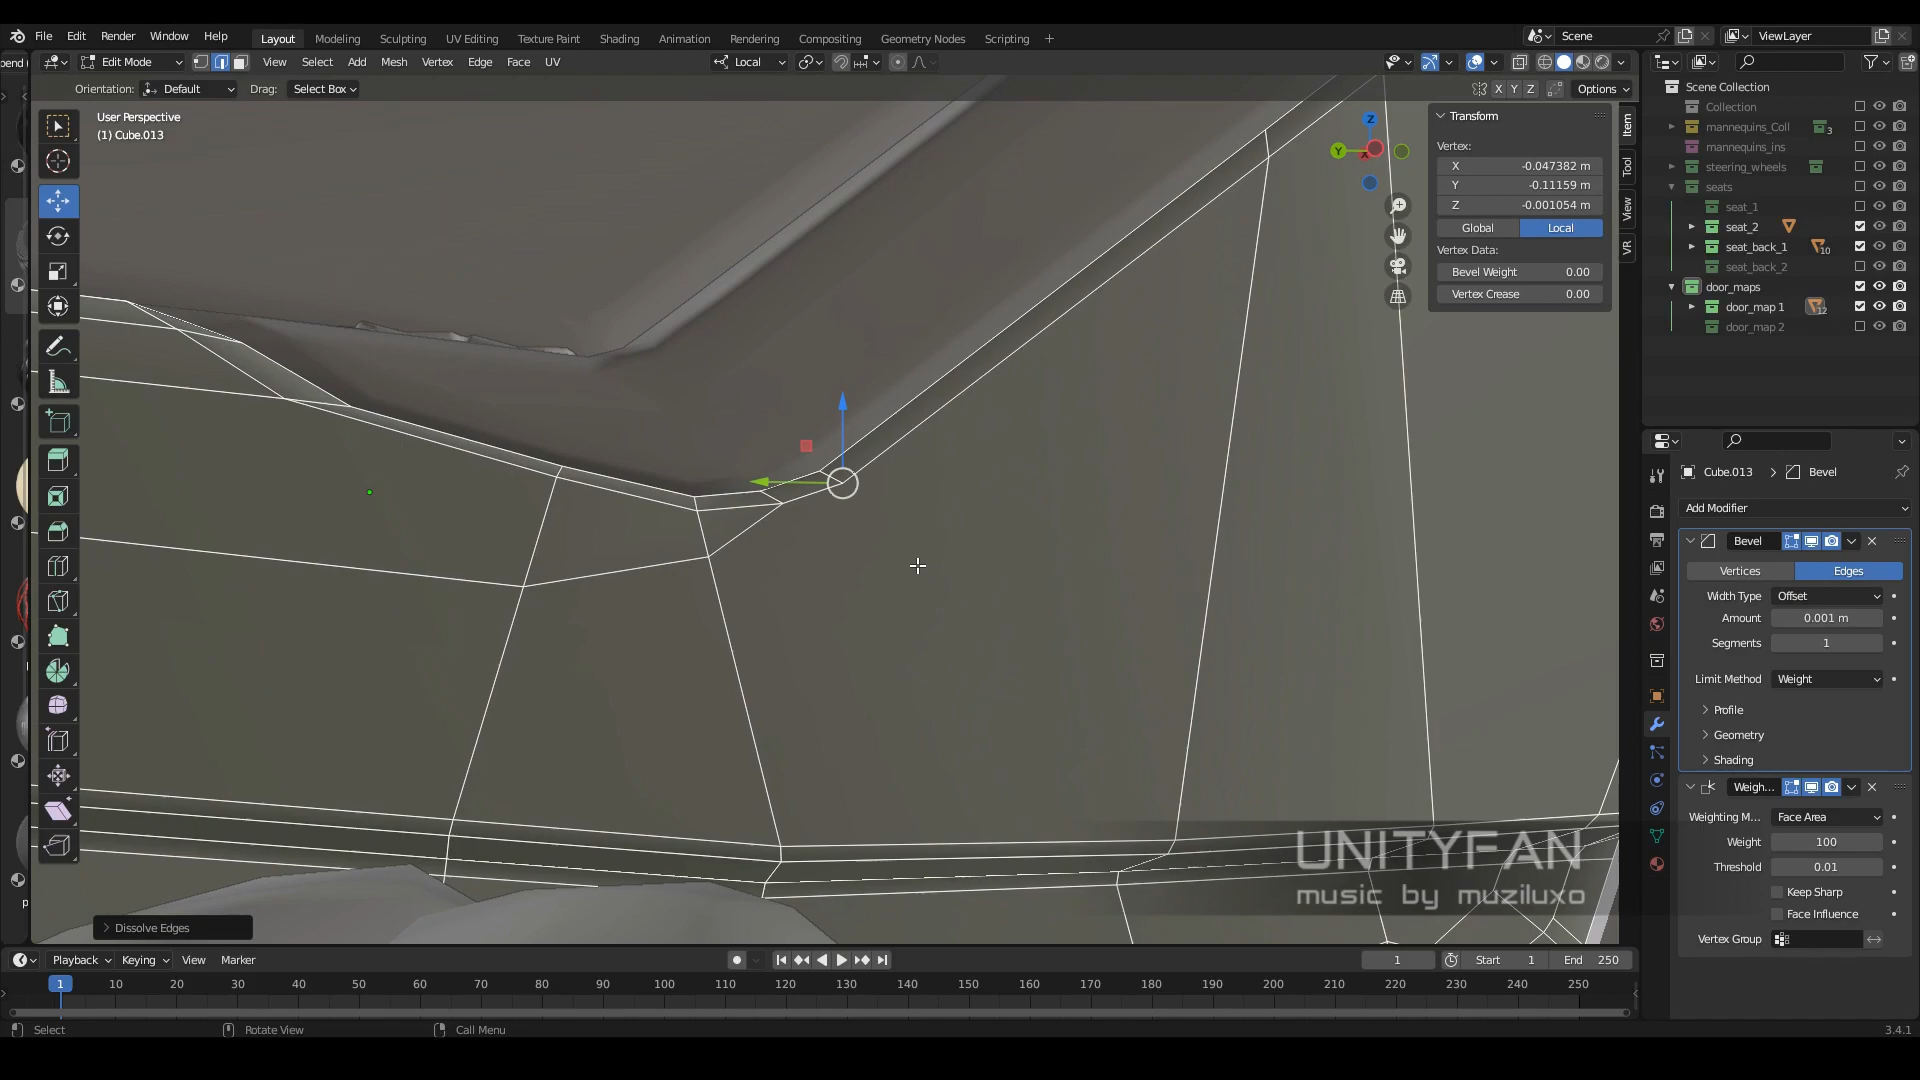 File Edit Render Window Help
Layout Modeling Sculpting UV Editing Texture Paint Shading Animation Rendering Compositing Geometry Nodes Scripting
Scene
ViewLayer
Edit Mode
View Select Add Mesh Vertex Edge Face UV
Local
Orientation: Default
Drag: Select Box
X Y Z
Options
User Perspective
(1) Cube.013
Z
Y
X
Transform
Vertex:
X -0.047382 m
Y -0.11159 m
Z -0.001054 m
Global Local
Vertex Data:
Bevel Weight 0.00
Vertex Crease 0.00
Item
Tool
View
VR
Scene Collection
Collection
mannequins_Coll 3
mannequins_ins
steering_wheels
seats
seat_1
seat_2
seat_back_1 10
seat_back_2
door_maps
door_map 1 12
door_map 2
Cube.013 Bevel
Add Modifier
Bevel
Vertices Edges
Width Type Offset
Amount 0.001 m
Segments 1
Limit Method Weight
Profile
Geometry
Shading
Weigh...
Weighting M... Face Area
Weight 100
Threshold 0.01
Keep Sharp
Face Influence
Vertex Group
UNITYFAN
music by muziluxo
Dissolve Edges
Playback Keying View Marker
1
Start 1
End 250
1 10 20 30 40 50 60 70 80 90 100 110 120 130 140 150 160 170 180 190 200 210 220 230 240 250
Select
Rotate View
Call Menu
3.4.1